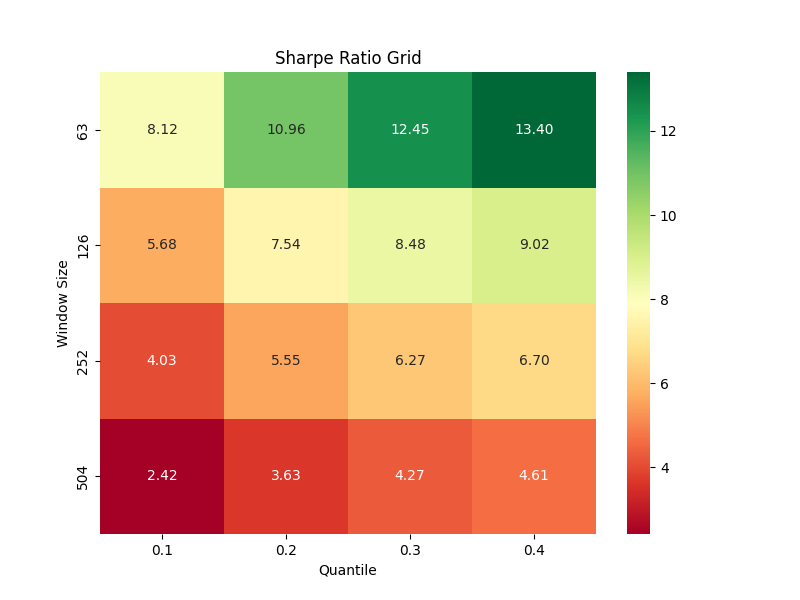 Sharpe Ratio Grid
63 8.12 10.96 12.45 13.40
126 5.68 7.54 8.48 9.02
252 4.03 5.55 6.27 6.70
504 2.42 3.63 4.27 4.61
0.1 0.2 0.3 0.4
Quantile
Window Size
12
10
8
6
4